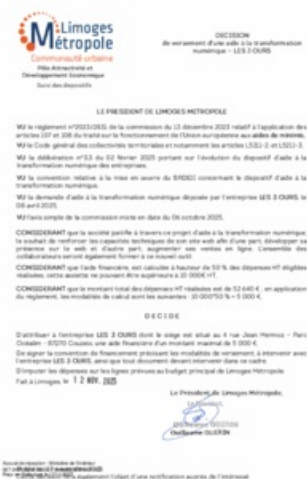 Limoges
Métropole
Communauté urbaine
Pôle Attractivité et
Développement Economique
Suivi des dispositifs
DECISION
de versement d'une aide à la transformation
numérique – LES 3 OURS
LE PRESIDENT DE LIMOGES METROPOLE
VU le règlement n°2023/2831 de la commission du 13 décembre 2023 relatif à l'application des
articles 107 et 108 du traité sur le fonctionnement de l'Union européenne aux aides de minimis.
VU le Code général des collectivités territoriales et notamment les articles L1511-2, et L1511-3.
VU la délibération n°3.3 du 02 février 2025 portant sur l'évolution du dispositif d'aide à la
transformation numérique des entreprises.
VU la convention relative à la mise en œuvre du SRDEII concernant le dispositif d'aide à la
transformation numérique.
VU la demande d'aide à la transformation numérique déposée par l'entreprise LES 3 OURS, le
08 avril 2025.
VU l'avis simple de la commission mixte en date du 06 octobre 2025.
CONSIDERANT que la société justifie à travers ce projet d'aide à la transformation numérique,
le souhait de renforcer les capacités techniques de son site web afin d'une part, développer sa
présence sur le web et d'autre part, augmenter ses ventes en ligne. L'ensemble des
collaborateurs seront également former à ce nouvel outil.
CONSIDERANT que l'aide financière, est calculée à hauteur de 50 % des dépenses HT éligibles
réalisées, cette assiette ne pouvant être supérieure à 10 000€ HT.
CONSIDERANT que le montant total des dépenses HT réalisées est de 52 640 € : en application
du règlement, les modalités de calcul sont les suivantes : 10 000*50 % = 5 000 €.
DECIDE
D'attribuer à l'entreprise LES 3 OURS dont le siège est situé au 4 rue Jean Mermoz – Parc
Océalim – 87270 Couzeix une aide financière d'un montant maximal de 5 000 €.
De signer la convention de financement précisant les modalités de versement, à intervenir avec
l'entreprise LES 3 OURS, ainsi que tout document devant intervenir dans ce cadre.
D'imputer les dépenses sur les lignes prévues au budget principal de Limoges Métropole.
Fait à Limoges, le 12 NOV. 2025
Le Président de Limoges Métropole,
Guillaume GUERIN